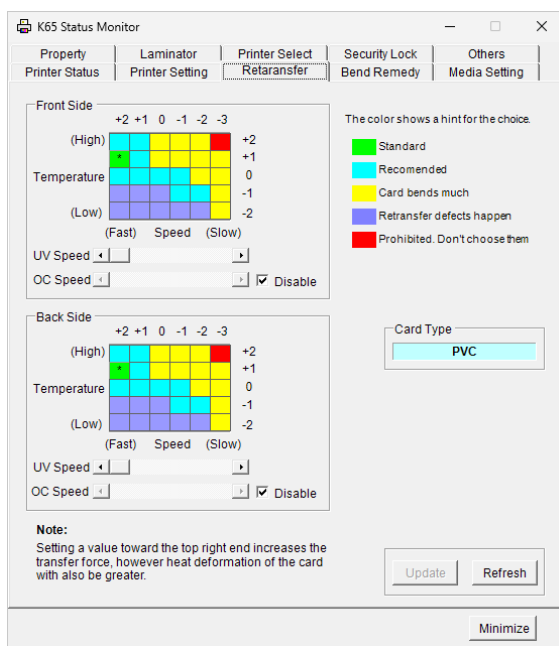 K65 Status Monitor
Property Laminator Printer Select Security Lock Others
Printer Status Printer Setting Retaransfer Bend Remedy Media Setting
Front Side
+2 +1 0 -1 -2 -3
(High) +2
* +1
Temperature 0
-1
(Low) -2
(Fast) Speed (Slow)
UV Speed
OC Speed Disable
The color shows a hint for the choice.
Standard
Recomended
Card bends much
Retransfer defects happen
Prohibited. Don't choose them
Back Side
+2 +1 0 -1 -2 -3
(High) +2
* +1
Temperature 0
-1
(Low) -2
(Fast) Speed (Slow)
UV Speed
OC Speed Disable
Card Type
PVC
Note:
Setting a value toward the top right end increases the
transfer force, however heat deformation of the card
with also be greater.
Update Refresh
Minimize